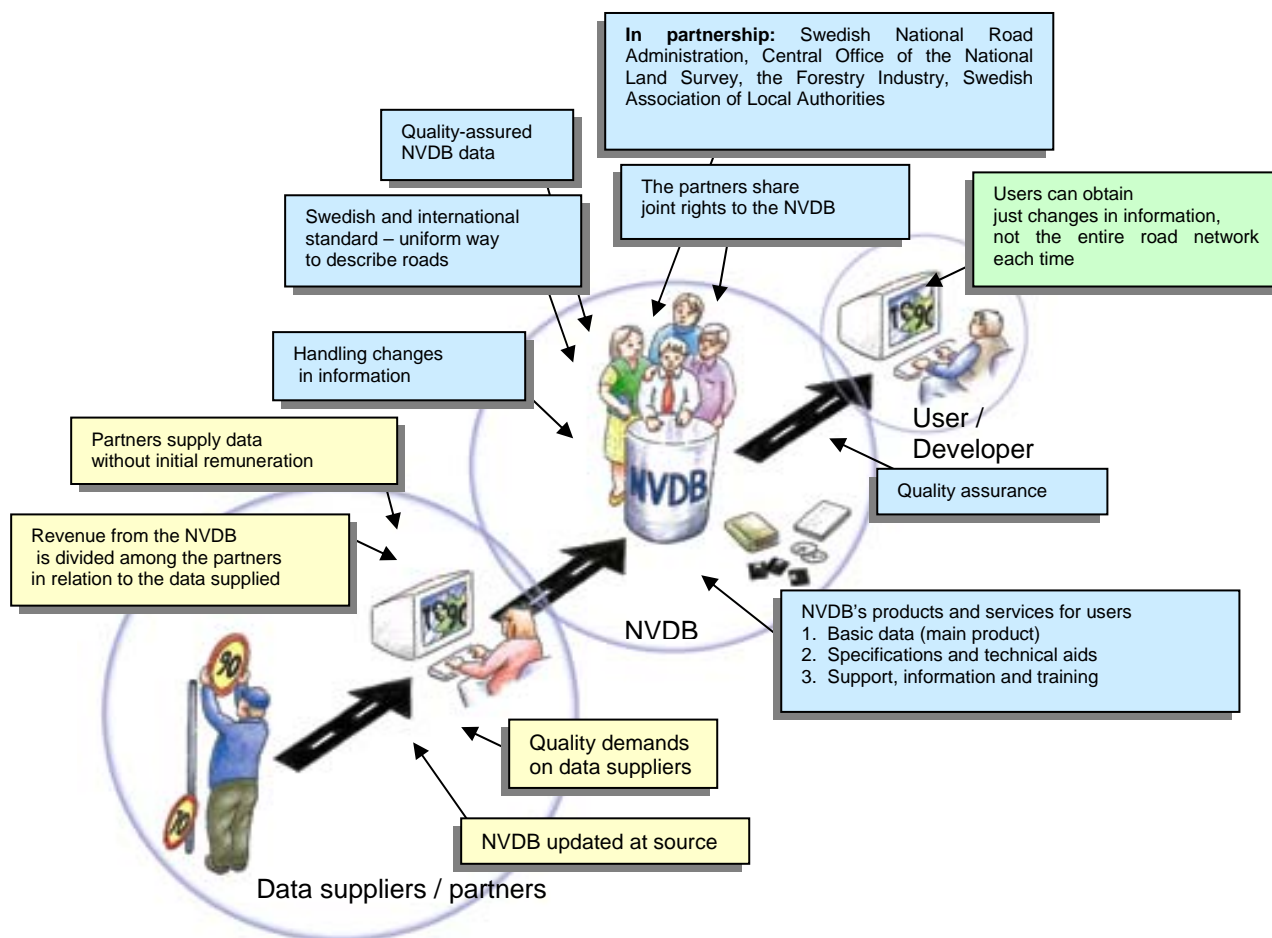 In partnership: Swedish National Road
Administration, Central Office of the National
Land Survey, the Forestry Industry, Swedish
Association of Local Authorities
Quality-assured
NVDB data
The partners share
joint rights to the NVDB
Users can obtain
just changes in information,
not the entire road network
each time
Swedish and international
standard – uniform way
to describe roads
Handling changes
in information
User /
Developer
Partners supply data
without initial remuneration
NVDB
Quality assurance
Revenue from the NVDB
is divided among the partners
in relation to the data supplied
NVDB
NVDB's products and services for users
1. Basic data (main product)
2. Specifications and technical aids
3. Support, information and training
90
Quality demands
on data suppliers
70
NVDB updated at source
Data suppliers / partners